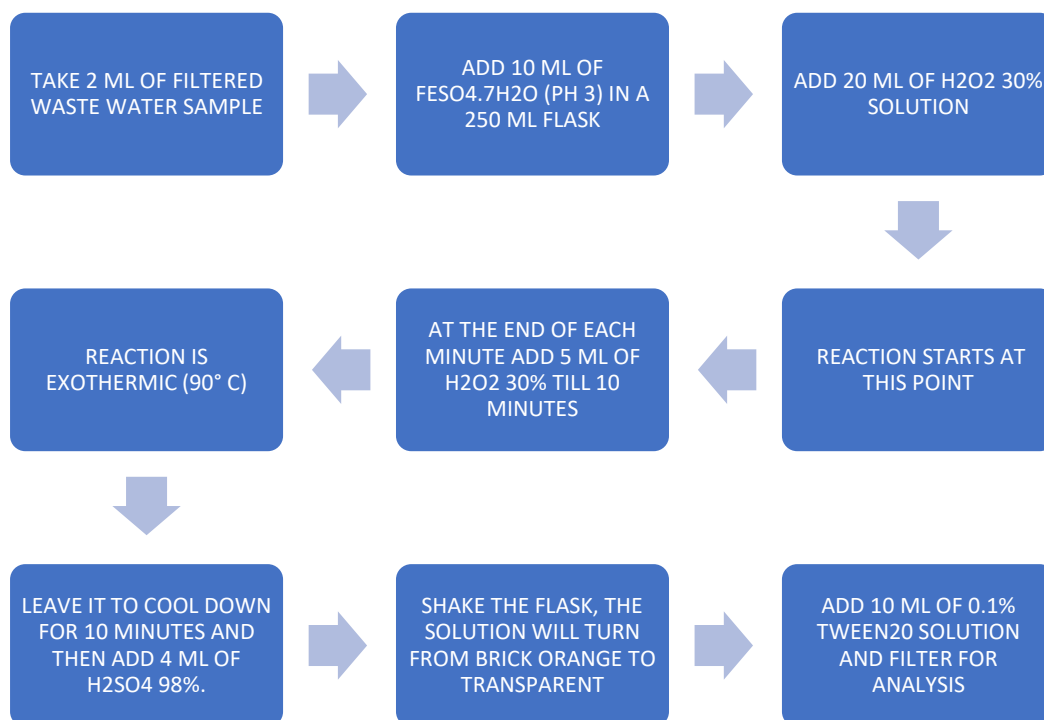 TAKE 2 ML OF FILTERED
WASTE WATER SAMPLE
ADD 10 ML OF
FESO4.7H2O (PH 3) IN A
250 ML FLASK
ADD 20 ML OF H2O2 30%
SOLUTION
REACTION STARTS AT
THIS POINT
AT THE END OF EACH
MINUTE ADD 5 ML OF
H2O2 30% TILL 10
MINUTES
REACTION IS
EXOTHERMIC (90° C)
LEAVE IT TO COOL DOWN
FOR 10 MINUTES AND
THEN ADD 4 ML OF
H2SO4 98%.
SHAKE THE FLASK, THE
SOLUTION WILL TURN
FROM BRICK ORANGE TO
TRANSPARENT
ADD 10 ML OF 0.1%
TWEEN20 SOLUTION
AND FILTER FOR
ANALYSIS